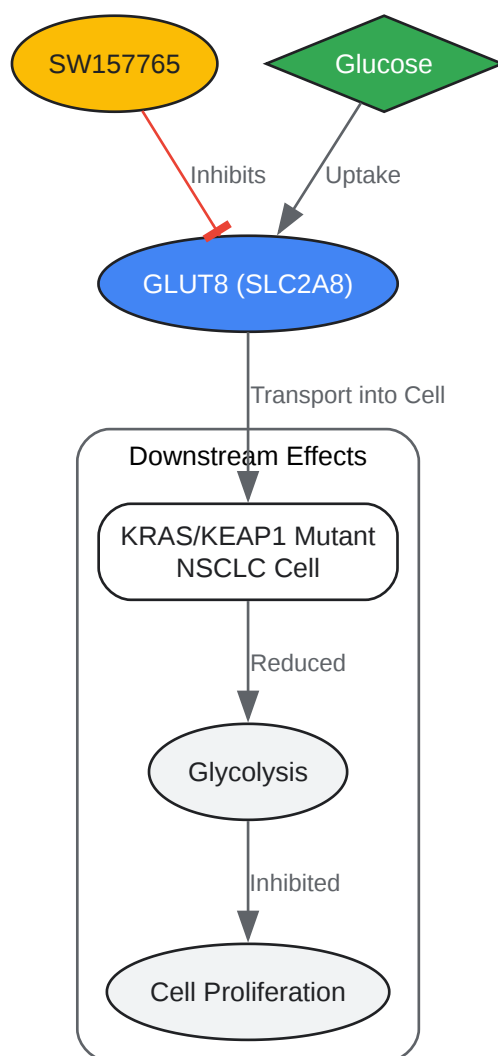 SW157765
Glucose
Inhibits
Uptake
GLUT8 (SLC2A8)
Transport into Cell
Downstream Effects
KRAS/KEAP1 Mutant
NSCLC Cell
Reduced
Glycolysis
Inhibited
Cell Proliferation